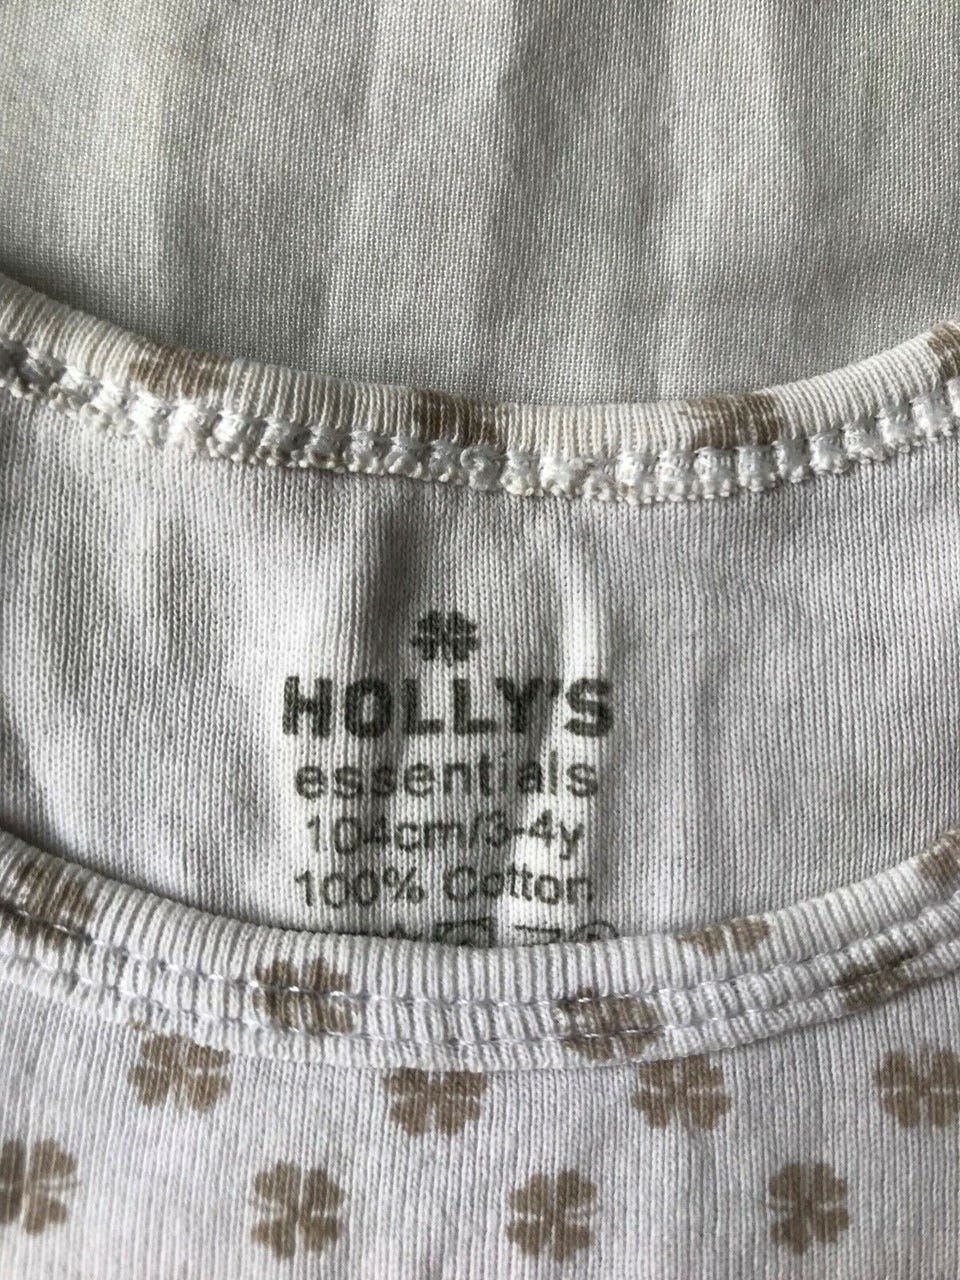 HOLLY'S
essentials
104cm/3-4y
100% Cotton